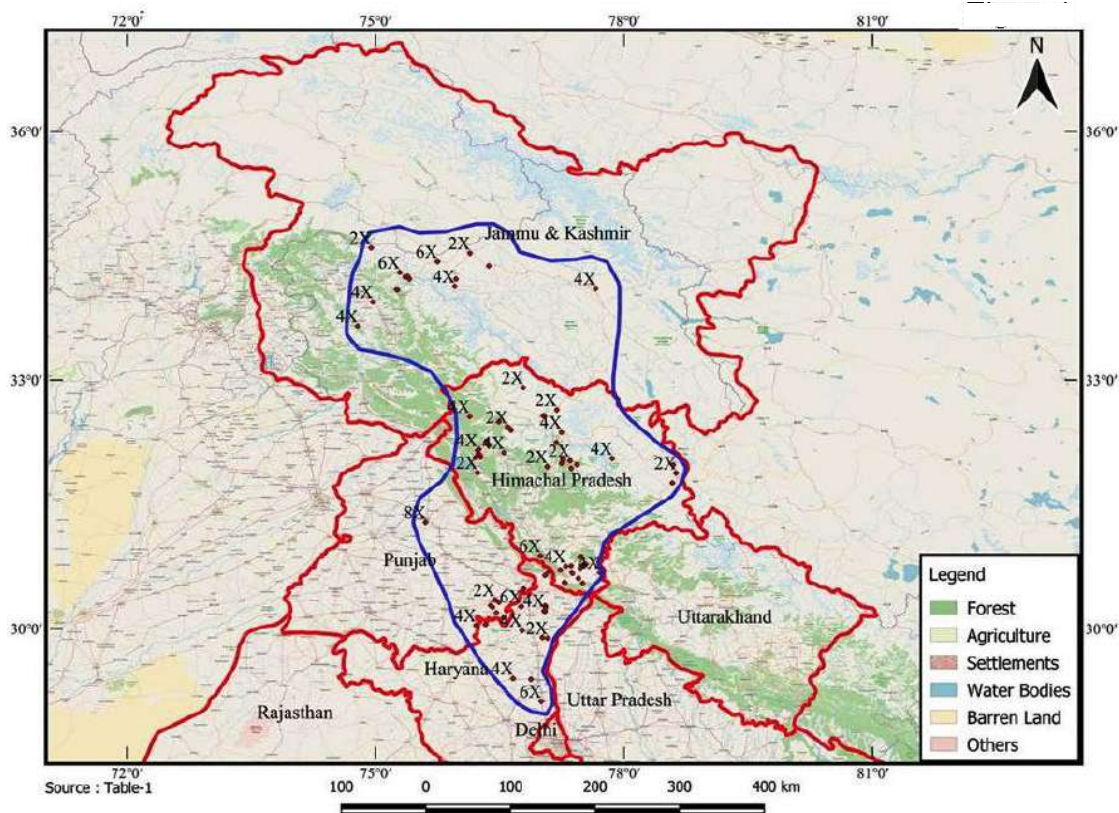 72°0' 75°0' 78°0' 81°0'
N
36°0' 36°0'
2X Jammu & Kashmir
6X 2X
6X
4X 4X
4X
4X
33°0' 33°0'
2X
4X 2X
2X 4X
4X 4X
2X 2X 2X 4X 2X
Himachal Pradesh
8X
6X
Punjab 4X
Legend
Forest
2X 6X 4X Uttarakhand
Agriculture
30°0' 4X 2X 30°0'
Settlements
Haryana 4X
6X Uttar Pradesh
Water Bodies
Rajasthan
Barren Land
Delhi
Others
72°0' 75°0' 78°0' 81°0'
Source : Table-1
100 0 100 200 300 400 km